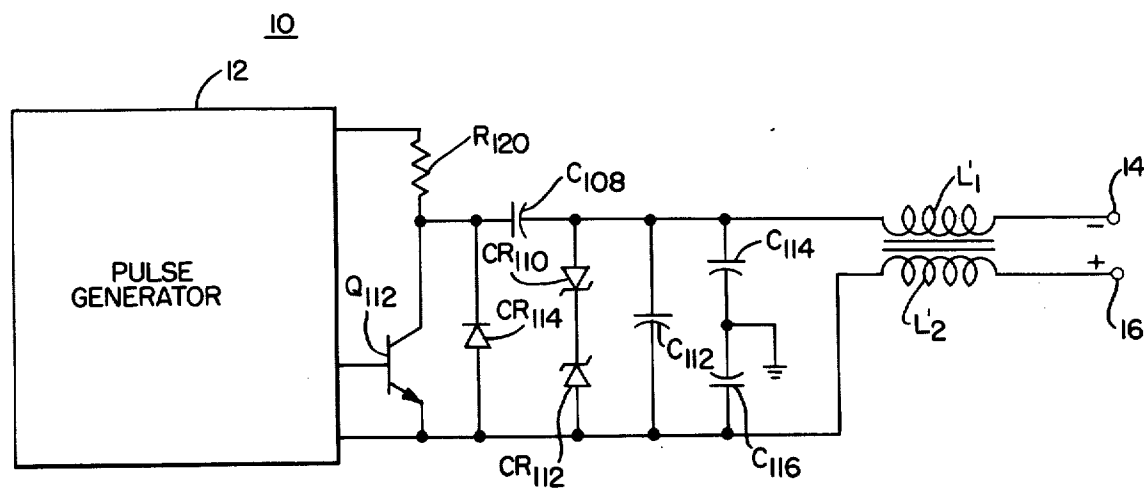 10
12
R120
C108
L'1
14
-
CR110
C114
PULSE
GENERATOR
Q112
CR114
C112
+
L'2
16
CR112
C116